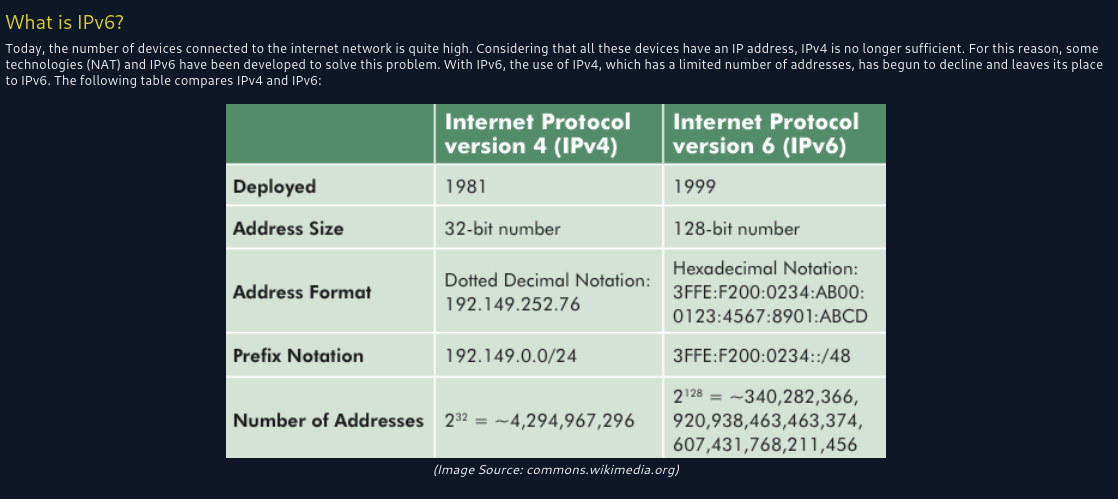 What is IPv6?
Today, the number of devices connected to the internet network is quite high. Considering that all these devices have an IP address, IPv4 is no longer sufficient. For this reason, some
technologies (NAT) and IPv6 have been developed to solve this problem. With IPv6, the use of IPv4, which has a limited number of addresses, has begun to decline and leaves its place
to IPv6. The following table compares IPv4 and IPv6:
Internet Protocol
version 4 (IPv4)
Internet Protocol
version 6 (IPv6)
Deployed
1981
1999
Address Size
32-bit number
128-bit number
Address Format
Dotted Decimal Notation:
192.149.252.76
Hexadecimal Notation:
3FFE:F200:0234:AB00:
0123:4567:8901:ABCD
Prefix Notation
192.149.0.0/24
3FFE:F200:0234::/48
Number of Addresses
2³² = ~4,294,967,296
2¹²⁸ = ~340,282,366,
920,938,463,463,374,
607,431,768,211,456
(Image Source: commons.wikimedia.org)